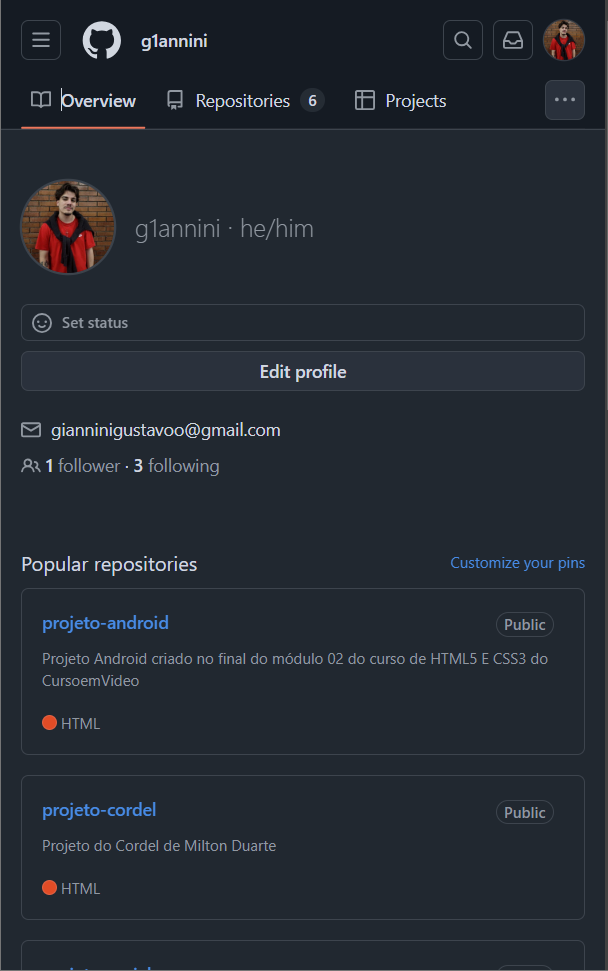 g1annini
Overview Repositories 6 Projects
g1annini · he/him
Set status
Edit profile
gianninigustavoo@gmail.com
1 follower · 3 following
Popular repositories Customize your pins
projeto-android Public
Projeto Android criado no final do módulo 02 do curso de HTML5 E CSS3 do
CursoemVideo
HTML
projeto-cordel Public
Projeto do Cordel de Milton Duarte
HTML